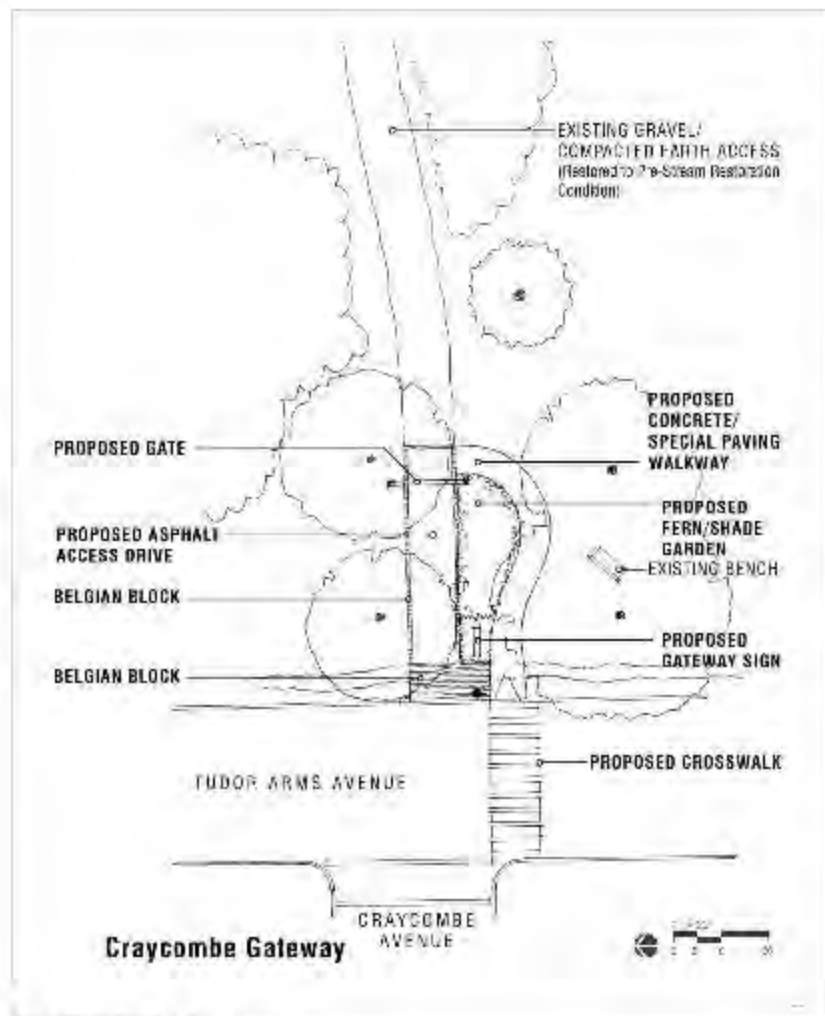 EXISTING GRAVEL/
COMPACTED EARTH ACCESS
(Restored to Pre-Stream Restoration
Condition)
PROPOSED
CONCRETE/
SPECIAL PAVING
WALKWAY
PROPOSED GATE
PROPOSED
FERN/SHADE
GARDEN
PROPOSED ASPHALT
ACCESS DRIVE
EXISTING BENCH
BELGIAN BLOCK
PROPOSED
GATEWAY SIGN
BELGIAN BLOCK
PROPOSED CROSSWALK
TUDOR ARMS AVENUE
CRAYCOMBE
AVENUE
Craycombe Gateway